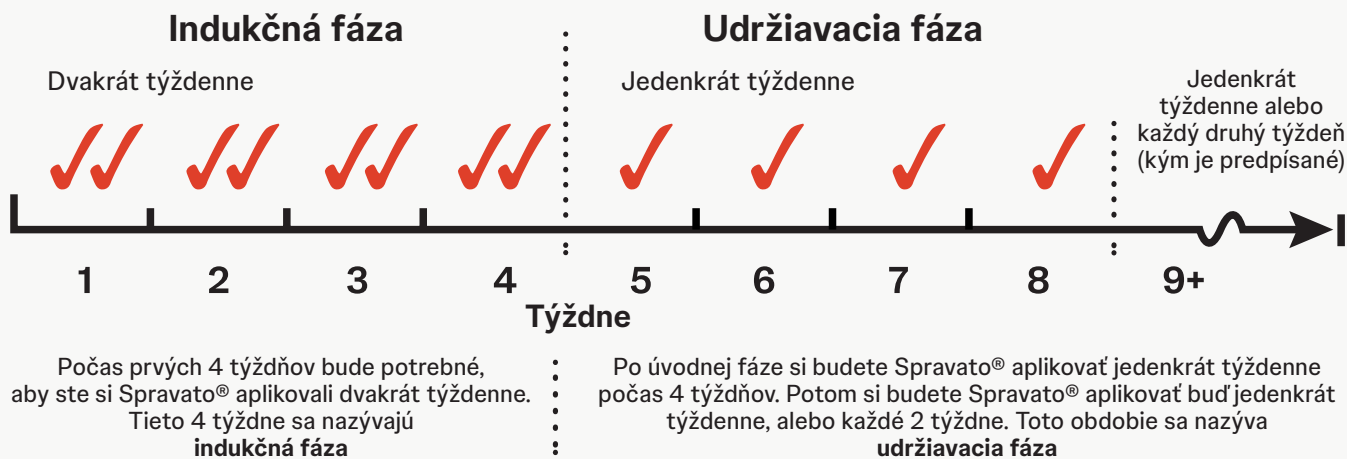 Indukčná fáza
Udržiavacia fáza
Dvakrát týždenne
Jedenkrát týždenne
Jedenkrát
týždenne alebo
každý druhý týždeň
(kým je predpísané)
1 2 3 4 5 6 7 8 9+
Týždne
Počas prvých 4 týždňov bude potrebné,
aby ste si Spravato® aplikovali dvakrát týždenne.
Tieto 4 týždne sa nazývajú
indukčná fáza
Po úvodnej fáze si budete Spravato® aplikovať jedenkrát týždenne
počas 4 týždňov. Potom si budete Spravato® aplikovať buď jedenkrát
týždenne, alebo každé 2 týždne. Toto obdobie sa nazýva
udržiavacia fáza